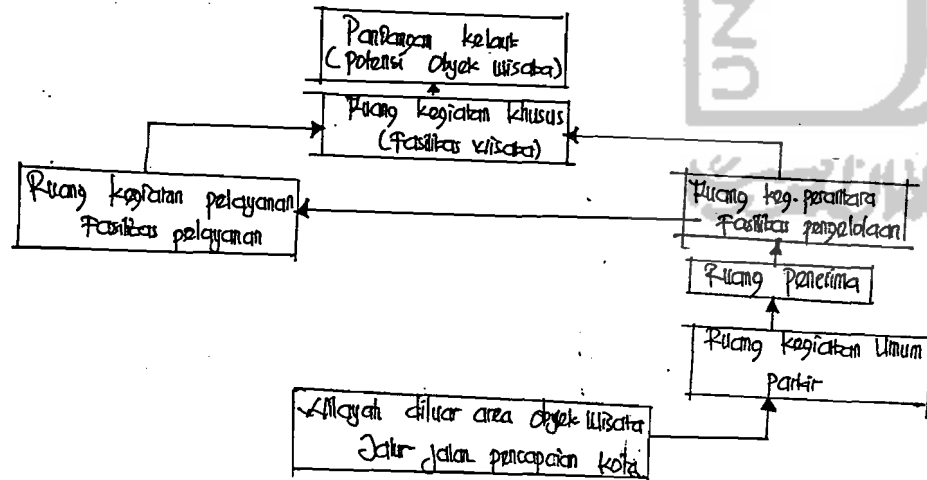 Pandangan kelaut
(Potensi Obyek Wisata)
Ruang kegiatan khusus
(Fasilitas Wisata)
Ruang kegiatan pelayanan
Fasilitas pelayanan
Ruang keg. perantara
Fasilitas pengelolaan
Ruang Penerima
Ruang kegiatan Umum
parkir
Wilayah diluar area Obyek Wisata
Jalur jalan pencapaian kota